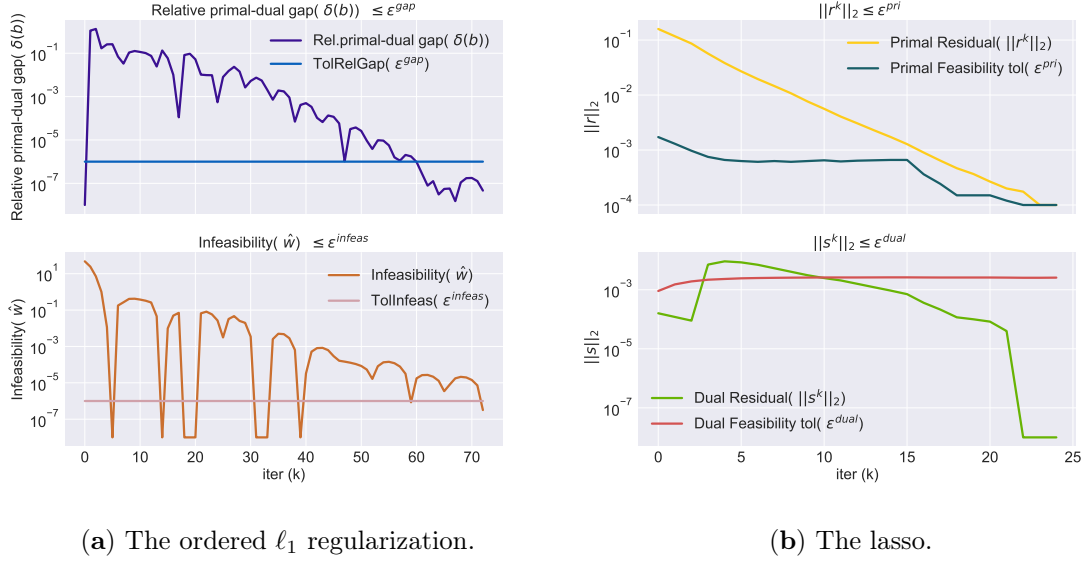 Relative primal-dual gap( δ(b) ) ≤ ε^gap
Relative primal-dual gap( δ(b))
10^−1
10^−3
10^−5
10^−7
Rel.primal-dual gap( δ(b))
TolRelGap( ε^gap)
Infeasibility( ŵ) ≤ ε^infeas
Infeasibility( ŵ)
10^1
10^−1
10^−3
10^−5
10^−7
Infeasibility( ŵ)
TolInfeas( ε^infeas)
0 10 20 30 40 50 60 70
iter (k)
(a) The ordered ℓ1 regularization.
||r^k||_2 ≤ ε^pri
||r||_2
10^−1
10^−2
10^−3
10^−4
Primal Residual( ||r^k||_2)
Primal Feasibility tol( ε^pri)
||s^k||_2 ≤ ε^dual
||s||_2
10^−3
10^−5
10^−7
Dual Residual( ||s^k||_2)
Dual Feasibility tol( ε^dual)
0 5 10 15 20 25
iter (k)
(b) The lasso.